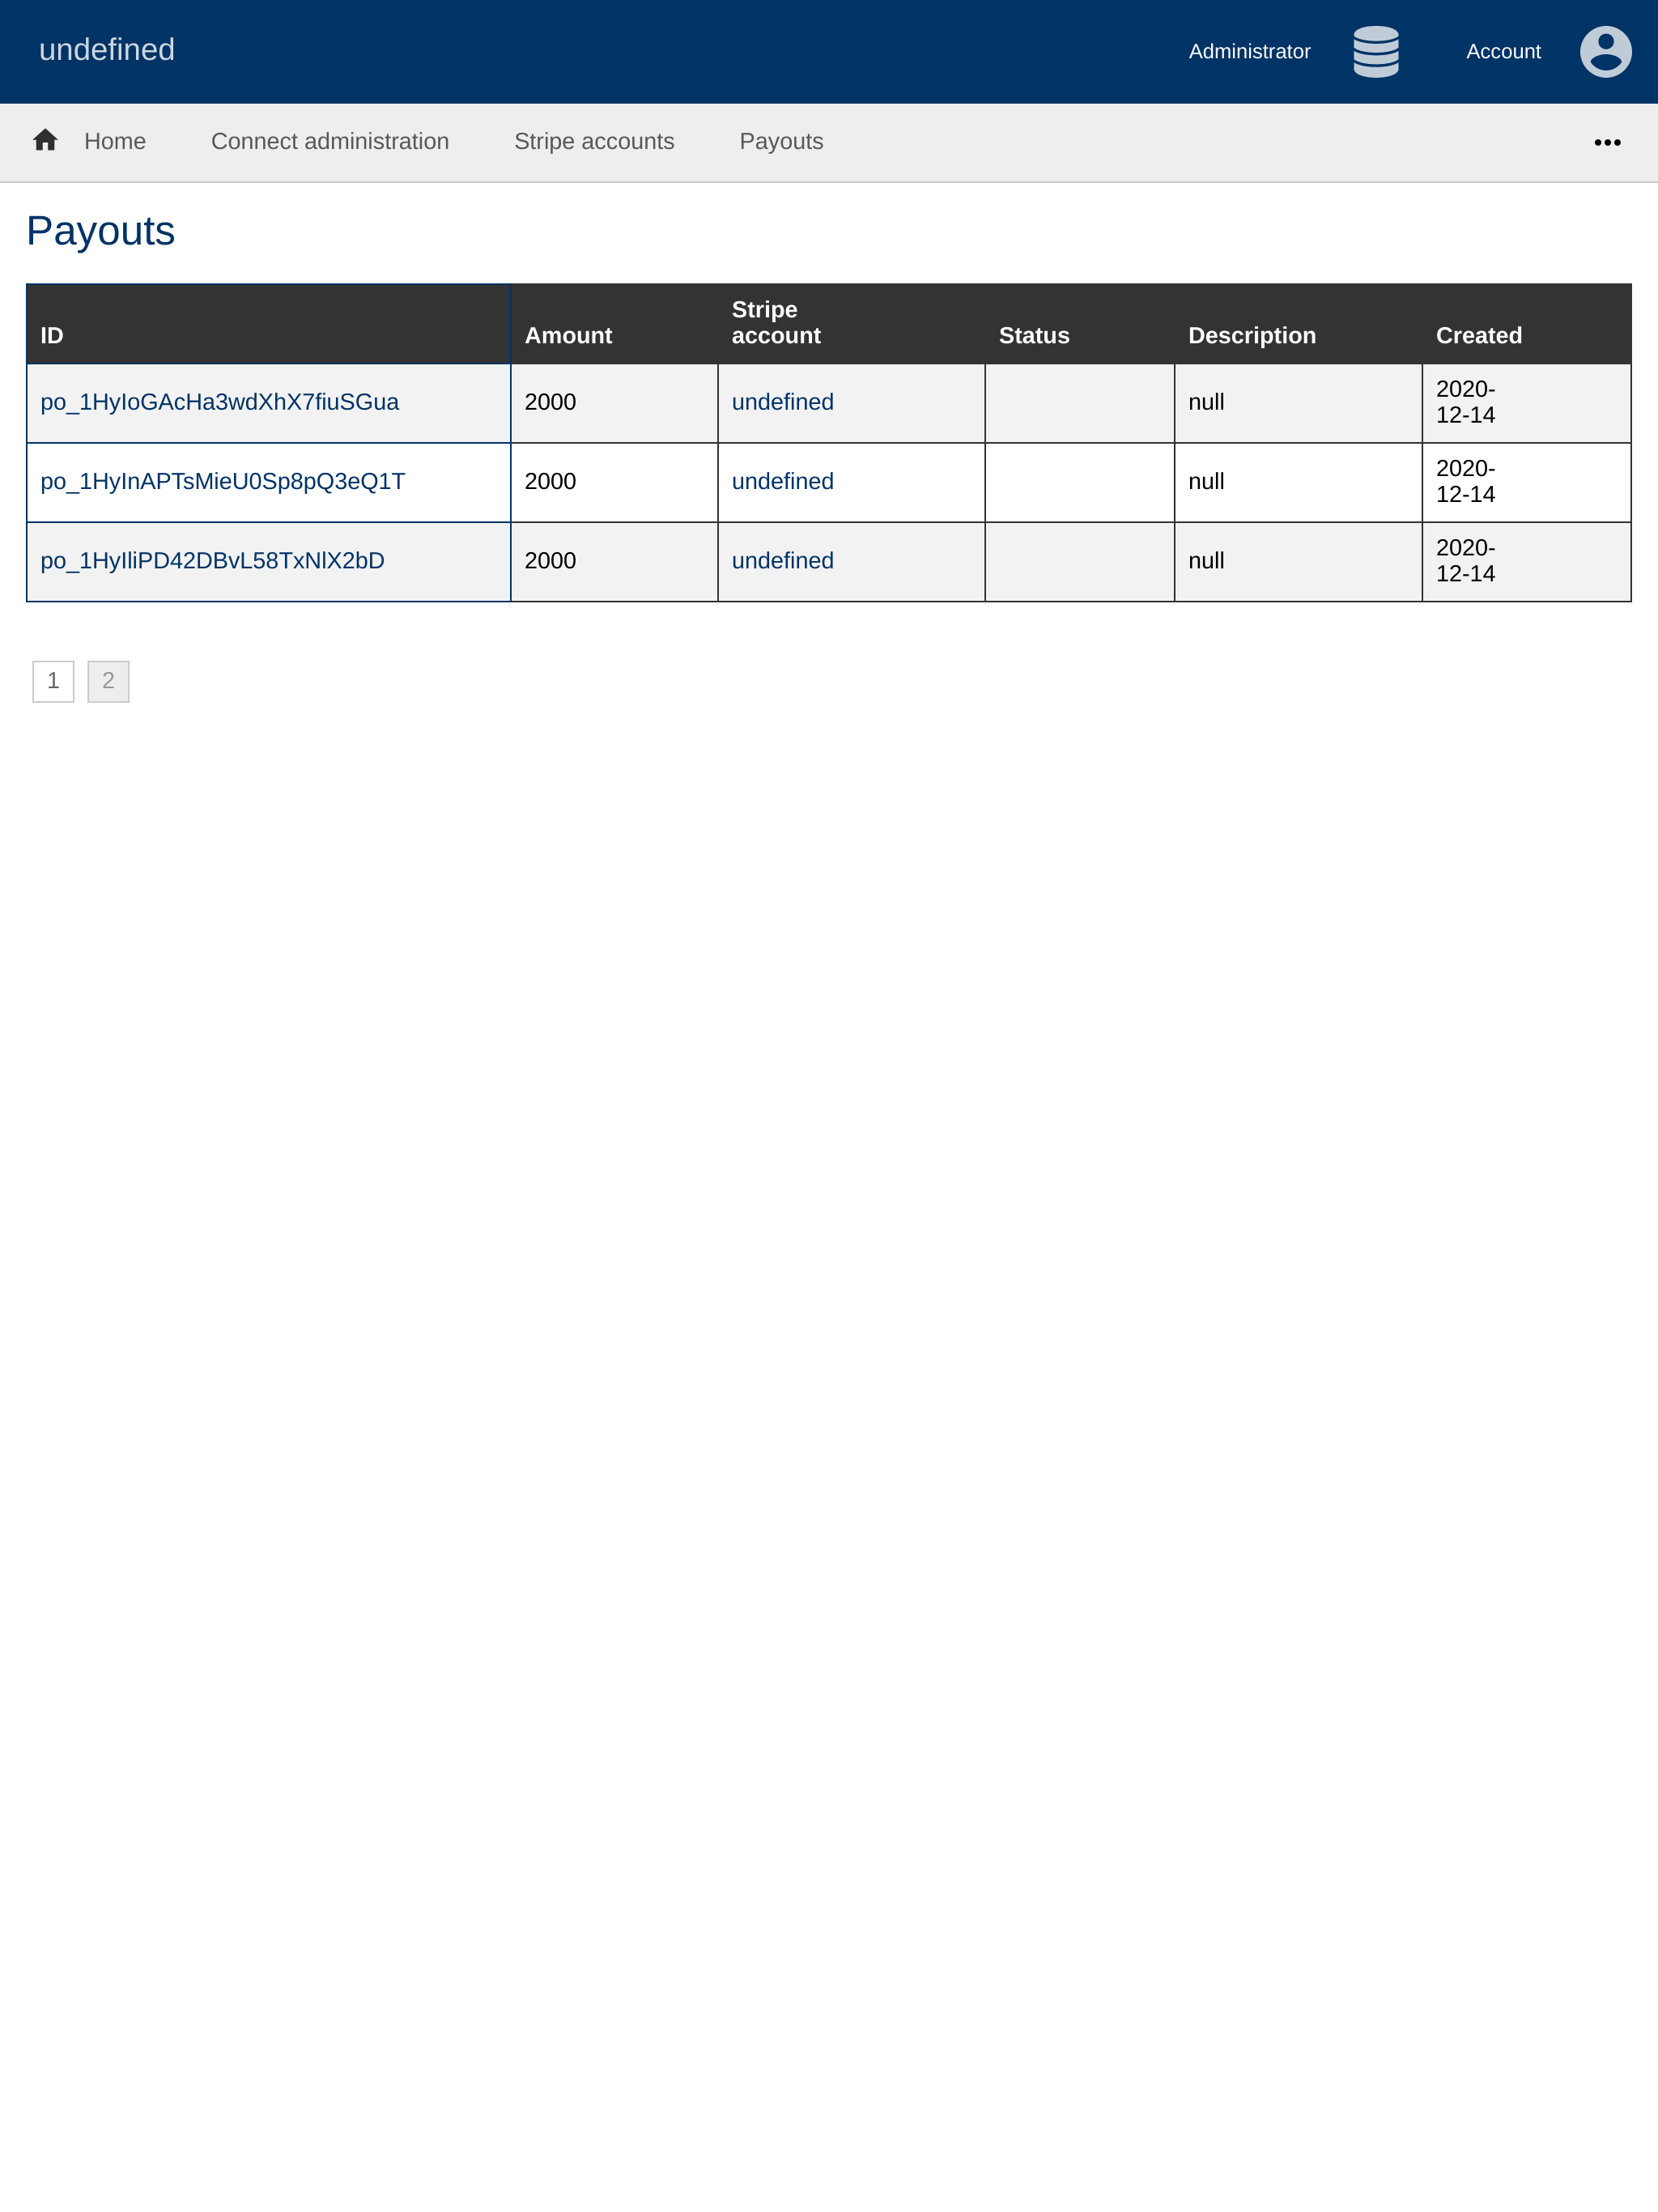 undefined
Administrator
Account
Home
Connect administration
Stripe accounts
Payouts
Payouts
ID
Amount
Stripe
account
Status
Description
Created
po_1HyIoGAcHa3wdXhX7fiuSGua
2000
undefined
null
2020-
12-14
po_1HyInAPTsMieU0Sp8pQ3eQ1T
2000
undefined
null
2020-
12-14
po_1HyIliPD42DBvL58TxNlX2bD
2000
undefined
null
2020-
12-14
1
2